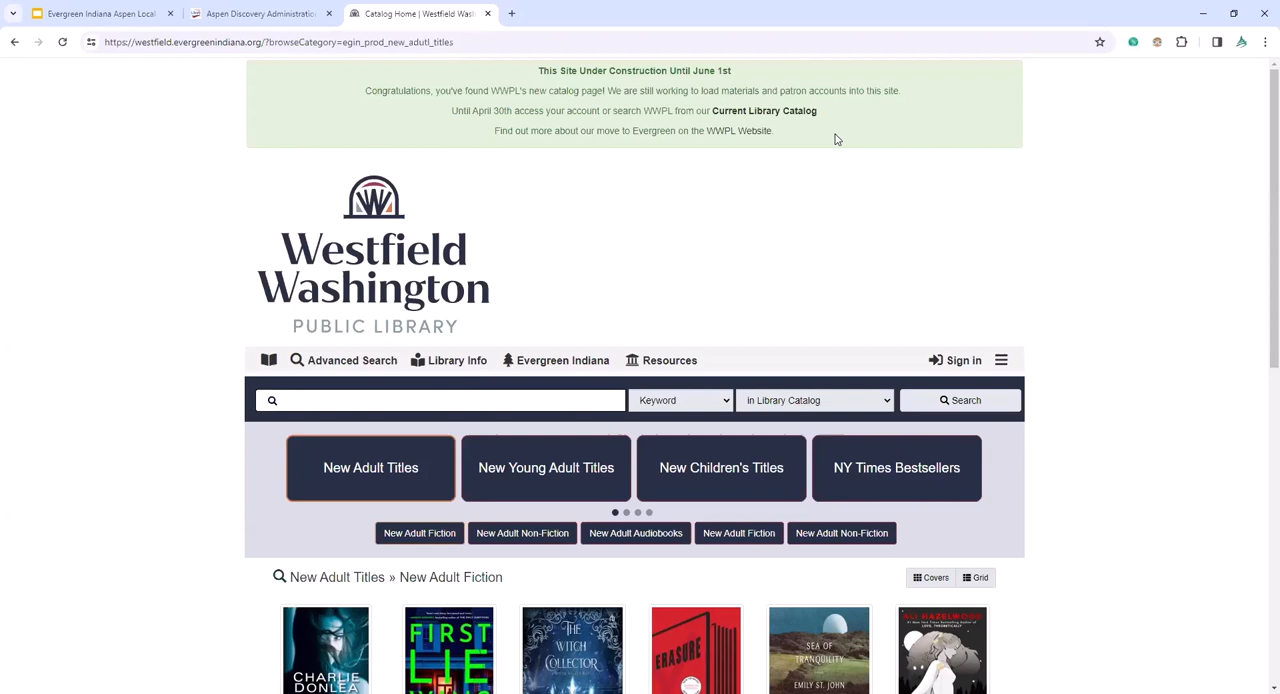 Evergreen Indiana Aspen Local
Aspen Discovery Administration
Catalog Home | Westfield Was
https://westfield.evergreenindiana.org/?browseCategory=egin_prod_new_adutl_titles
This Site Under Construction Until June 1st
Congratulations, you've found WWPL's new catalog page! We are still working to load materials and patron accounts into this site.
Until April 30th access your account or search WWPL from our Current Library Catalog
Find out more about our move to Evergreen on the WWPL Website.
W
Westfield
Washington
PUBLIC LIBRARY
Advanced Search Library Info Evergreen Indiana Resources Sign in
Keyword in Library Catalog Search
New Adult Titles New Young Adult Titles New Children's Titles NY Times Bestsellers
New Adult Fiction New Adult Non-Fiction New Adult Audiobooks New Adult Fiction New Adult Non-Fiction
New Adult Titles » New Adult Fiction Covers Grid
CHARLIE
DONLEA
FIRST
LIE
THE
WITCH
COLLECTOR
ERASURE
SEA OF
TRANQUILITY
EMILY ST. JOHN
ALI HAZELWOOD